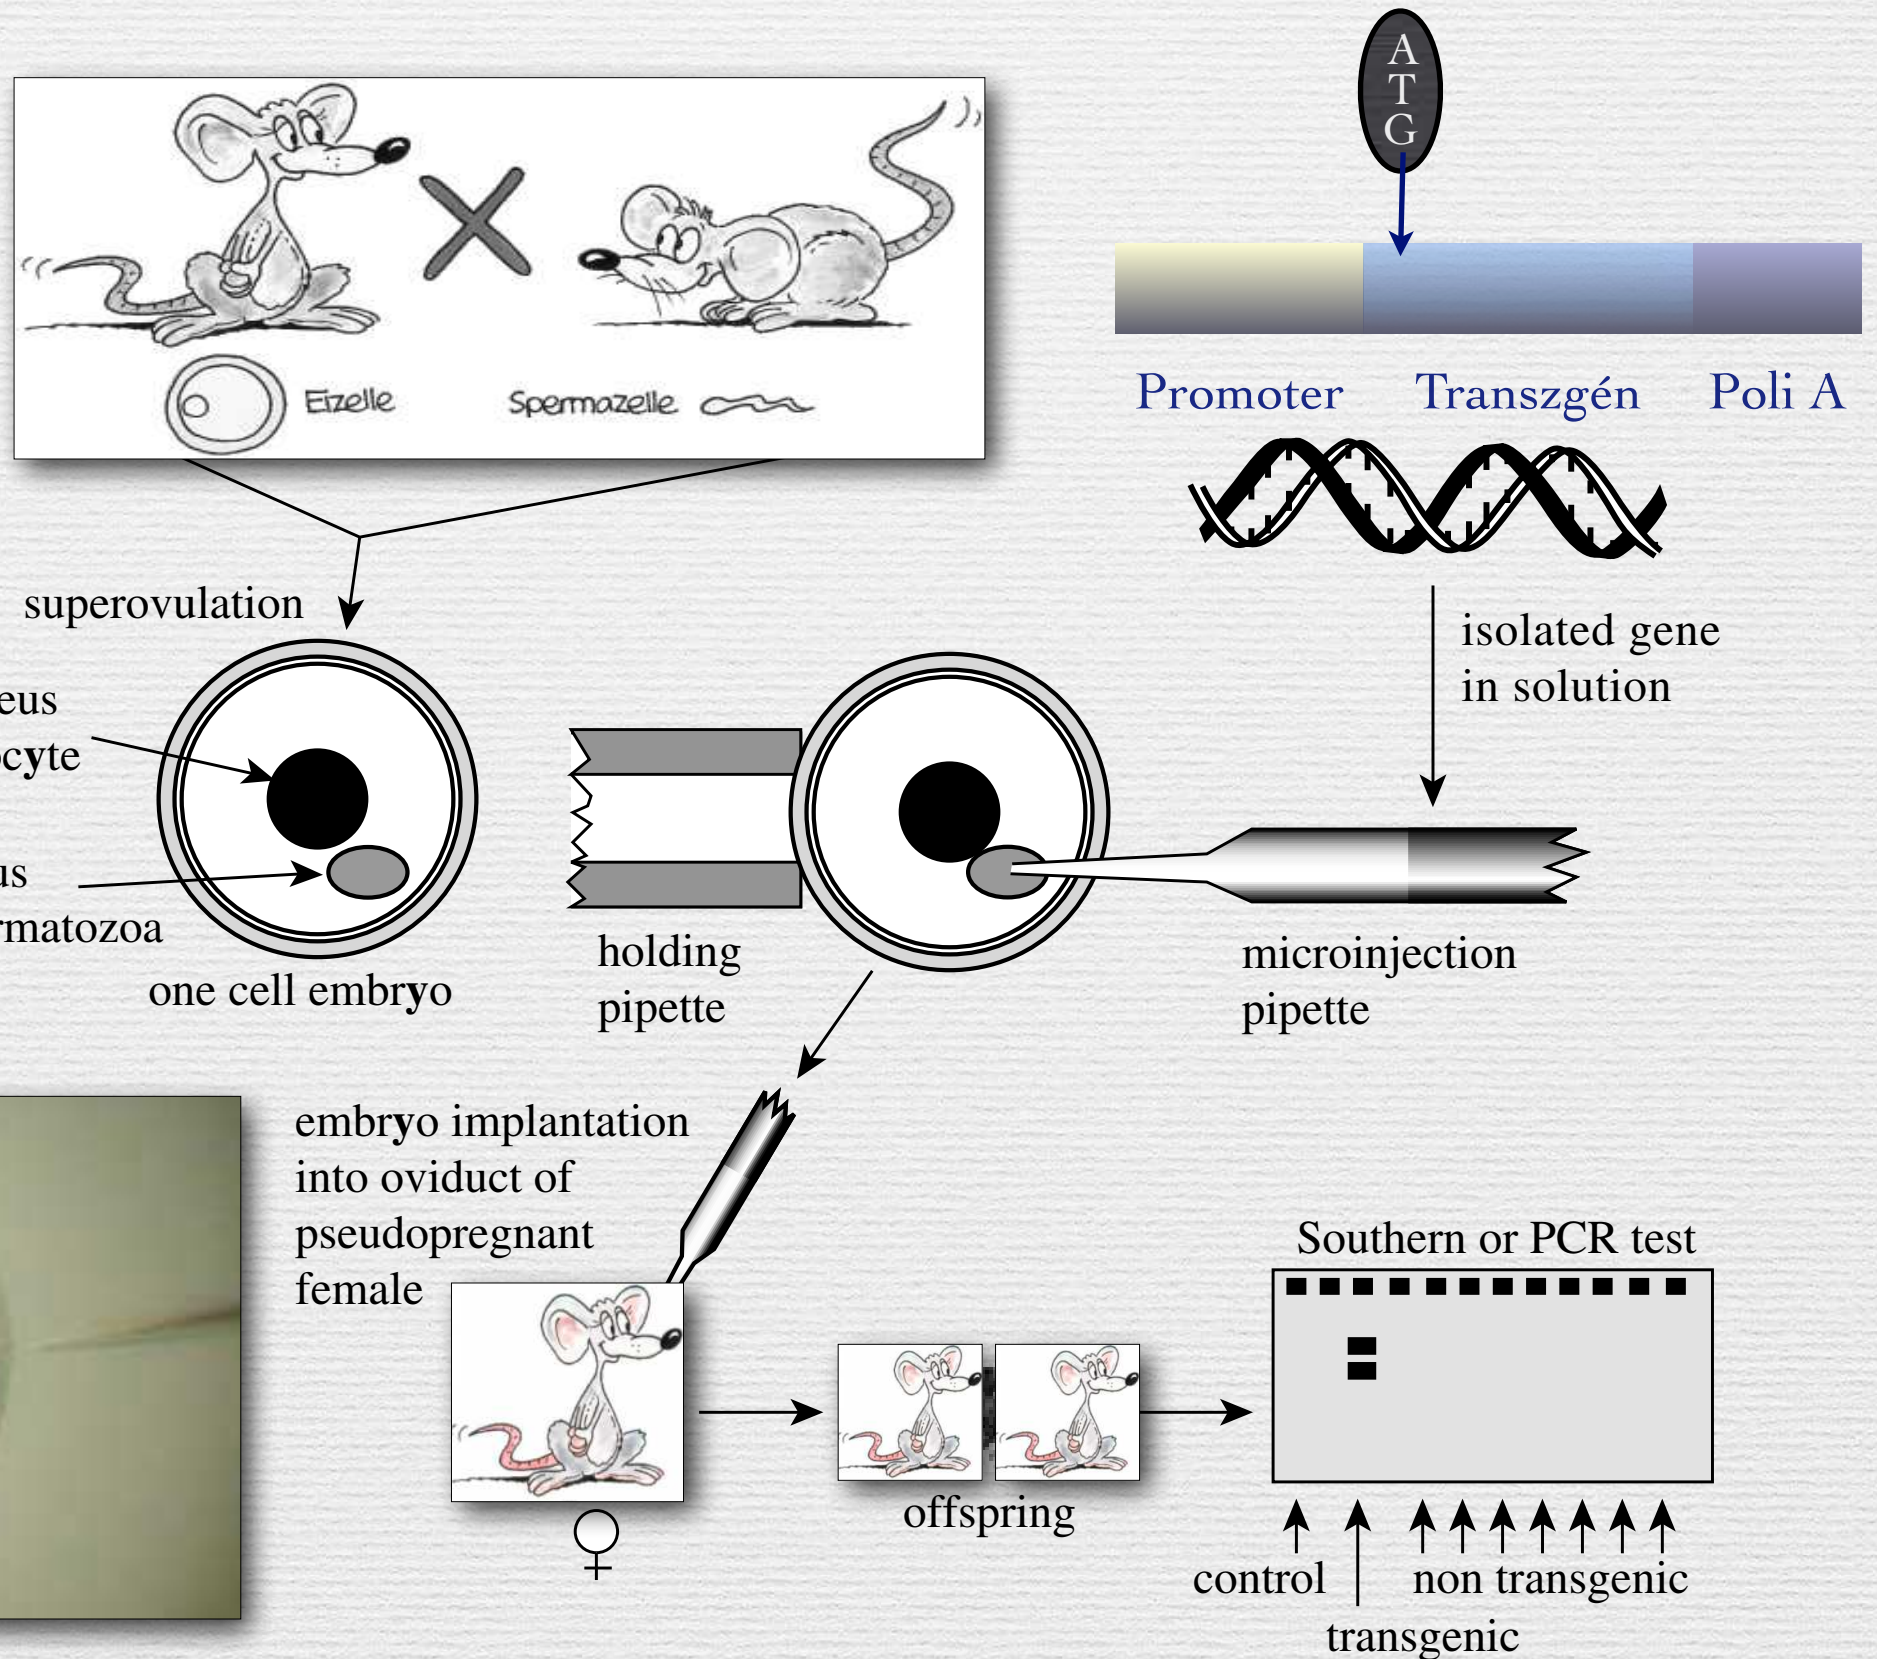 A
T
G
Eizelle
Spermazelle
Promoter Transzgén Poli A
superovulation
isolated gene
in solution
eus
ocyte
us
rmatozoa
one cell embryo
holding
pipette
microinjection
pipette
embryo implantation
into oviduct of
pseudopregnant
female
offspring
Southern or PCR test
control
non transgenic
transgenic